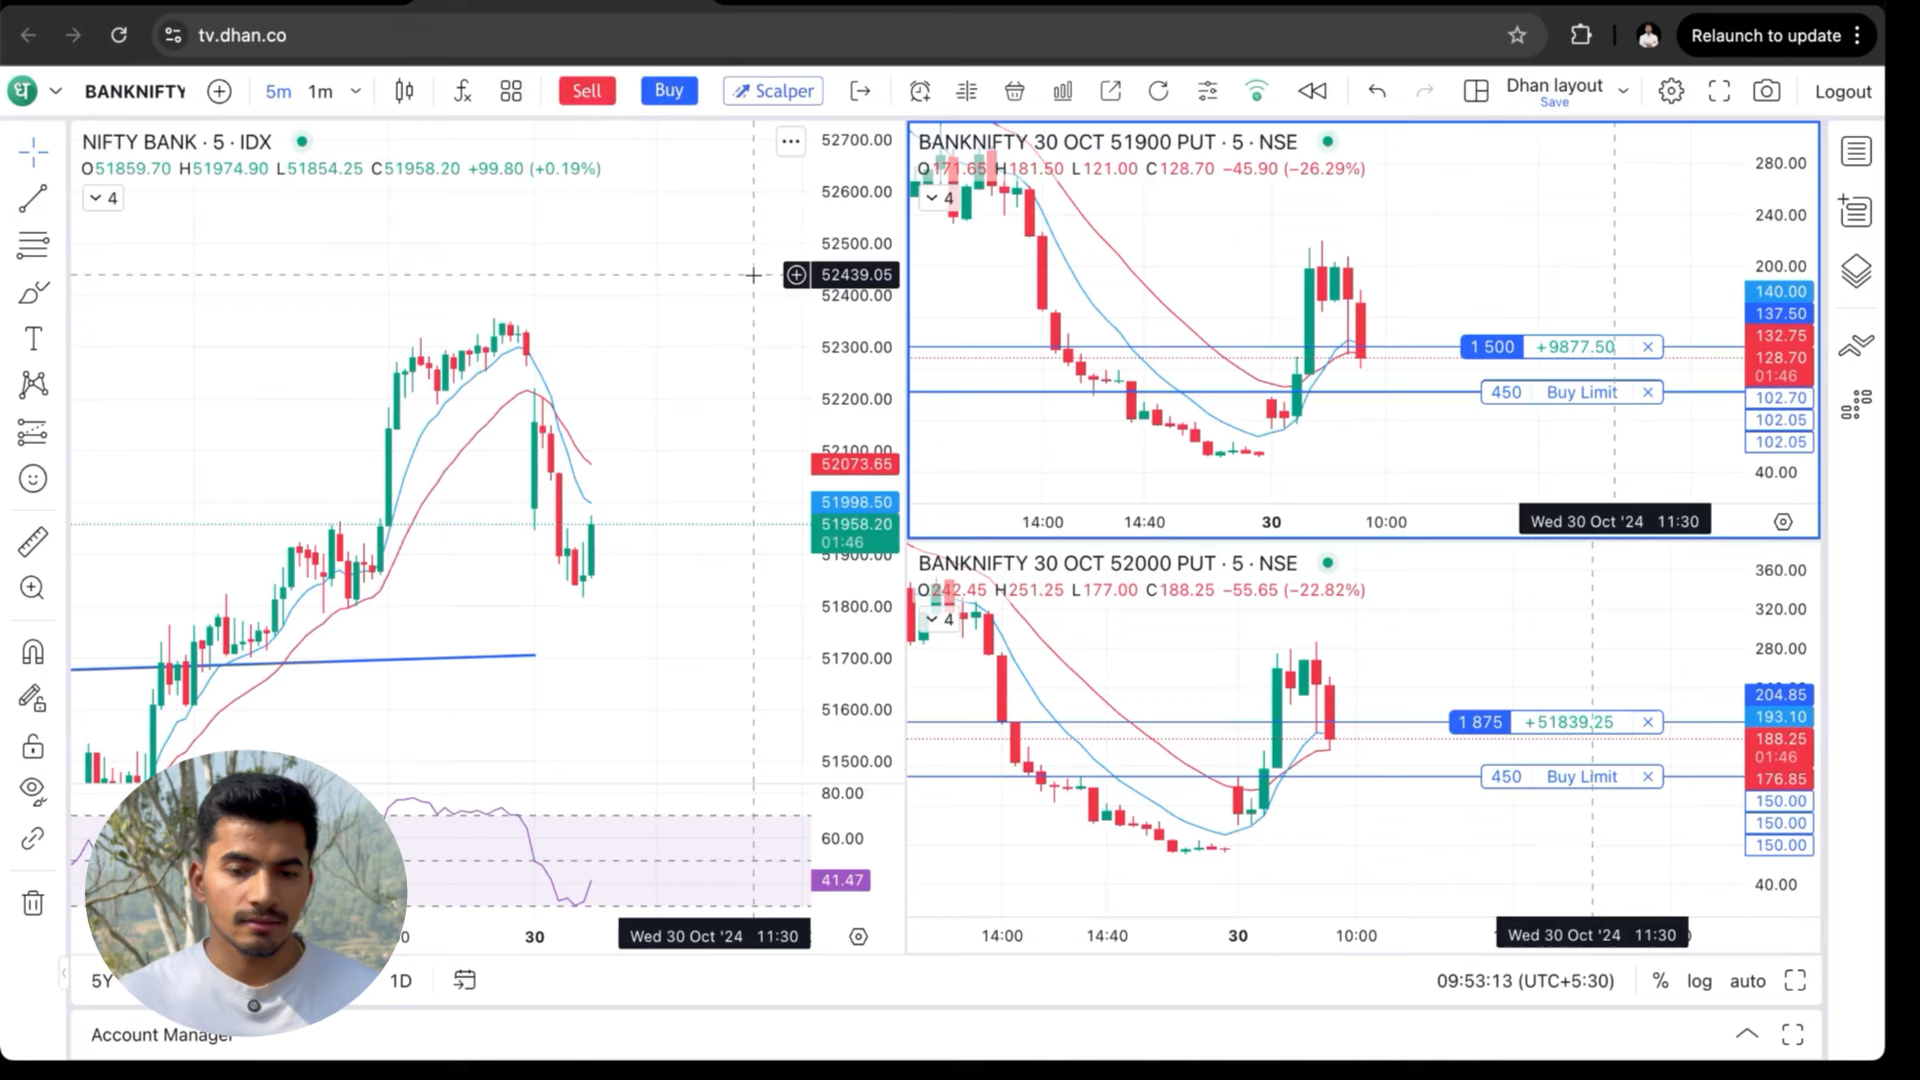 tv.dhan.co
Relaunch to update
ध
BANKNIFTY
5m
1m
Sell
Buy
Scalper
Dhan layout
Save
Logout
NIFTY BANK · 5 · IDX
O51859.70 H51974.90 L51854.25 C51958.20 +99.80 (+0.19%)
4
52700.00
52600.00
52500.00
52439.05
52400.00
52300.00
52200.00
52100.00
52073.65
51998.50
51958.20
01:46
51900.00
51800.00
51700.00
51600.00
51500.00
80.00
60.00
41.47
30
Wed 30 Oct '24 11:30
BANKNIFTY 30 OCT 51900 PUT · 5 · NSE
O171.65 H181.50 L121.00 C128.70 −45.90 (−26.29%)
4
280.00
240.00
200.00
140.00
137.50
132.75
128.70
01:46
102.70
102.05
102.05
40.00
1 500 +9877.50
450 Buy Limit
14:00
14:40
30
10:00
Wed 30 Oct '24 11:30
BANKNIFTY 30 OCT 52000 PUT · 5 · NSE
O242.45 H251.25 L177.00 C188.25 −55.65 (−22.82%)
4
360.00
320.00
280.00
204.85
193.10
188.25
01:46
176.85
150.00
150.00
150.00
40.00
1 875 +51839.25
450 Buy Limit
14:00
14:40
30
10:00
Wed 30 Oct '24 11:30
5Y
1D
09:53:13 (UTC+5:30)
%
log
auto
Account Manager